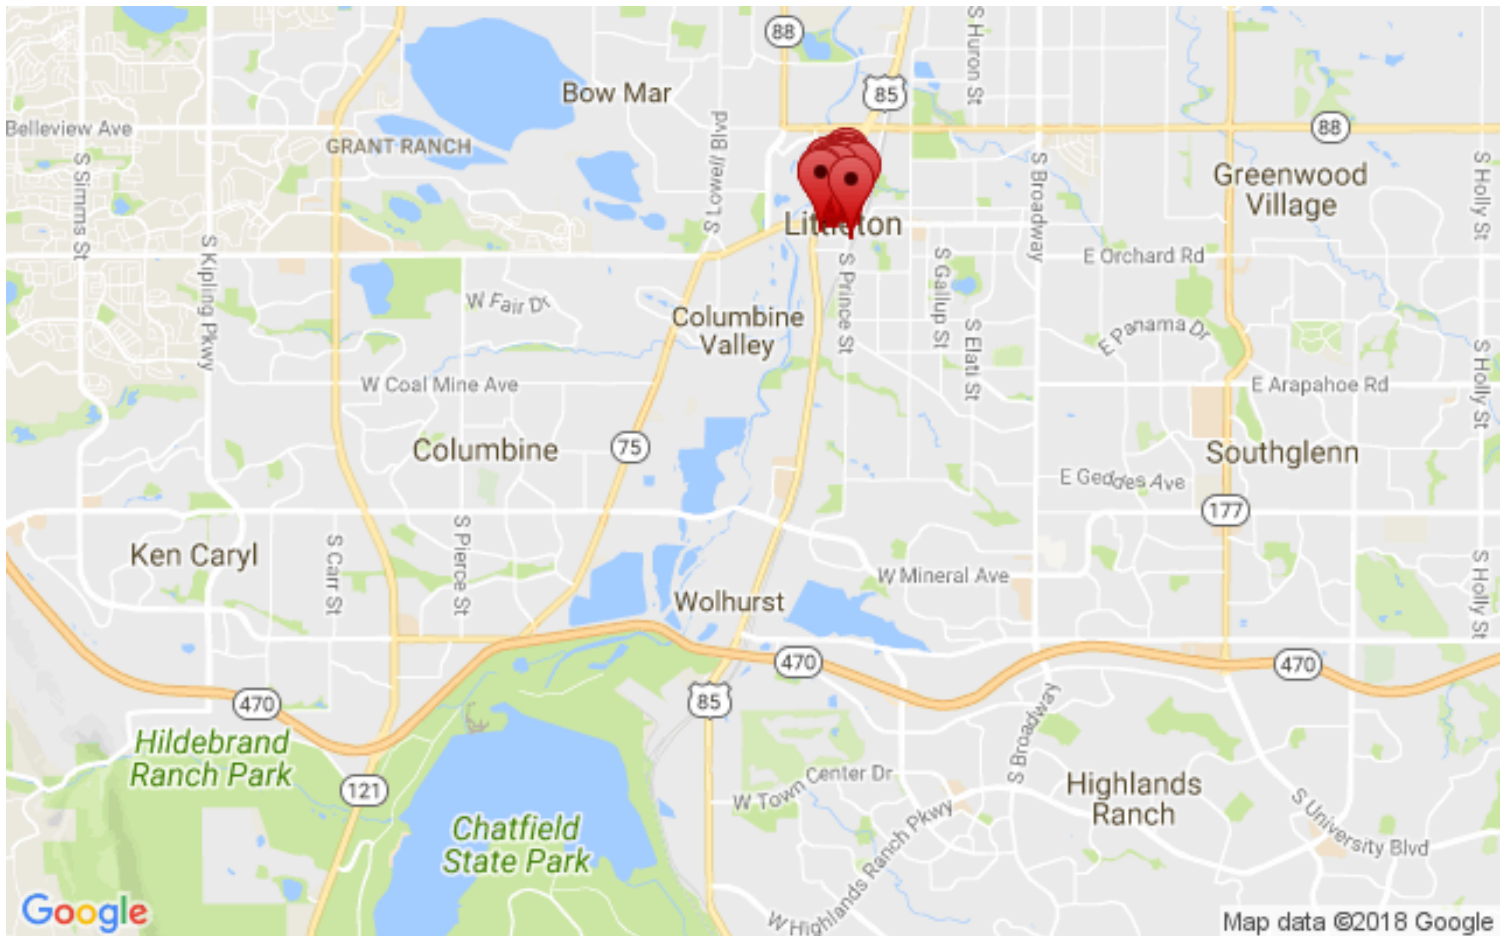 88
S Huron St
Bow Mar
85
Belleview Ave
GRANT RANCH
S Lowell Blvd
88
S Simms St
S Broadway
Greenwood
Village
S Holly St
Littleton
S Kipling Pkwy
S Prince St
S Gallup St
E Orchard Rd
W Fair Dr
Columbine
Valley
S Elati St
E Panama Dr
S Holly St
W Coal Mine Ave
E Arapahoe Rd
Columbine
75
Southglenn
E Geddes Ave
177
Ken Caryl
S Carr St
S Pierce St
W Mineral Ave
S Holly St
Wolhurst
470
470
470
85
S Broadway
Hildebrand
Ranch Park
121
W Town Center Dr
Highlands
Ranch
S University Blvd
Chatfield
State Park
W Highlands Ranch Pkwy
Google
Map data ©2018 Google